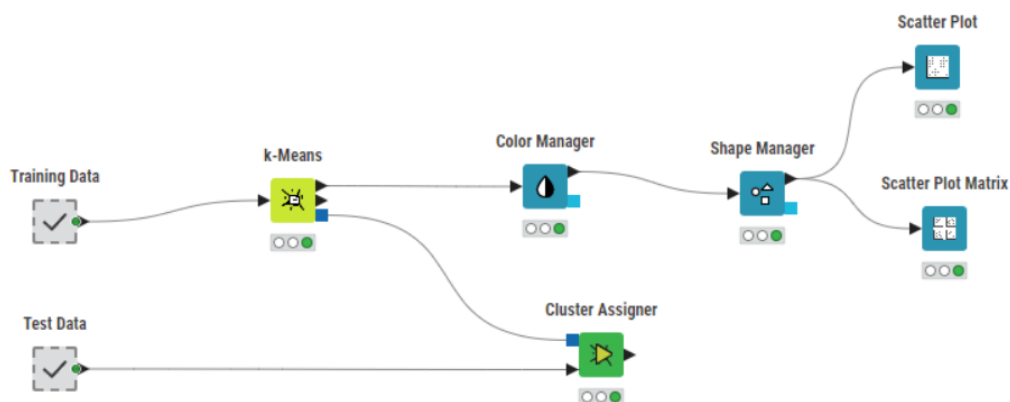 Scatter Plot
Color Manager
Shape Manager
k-Means
Training Data
Scatter Plot Matrix
Cluster Assigner
Test Data